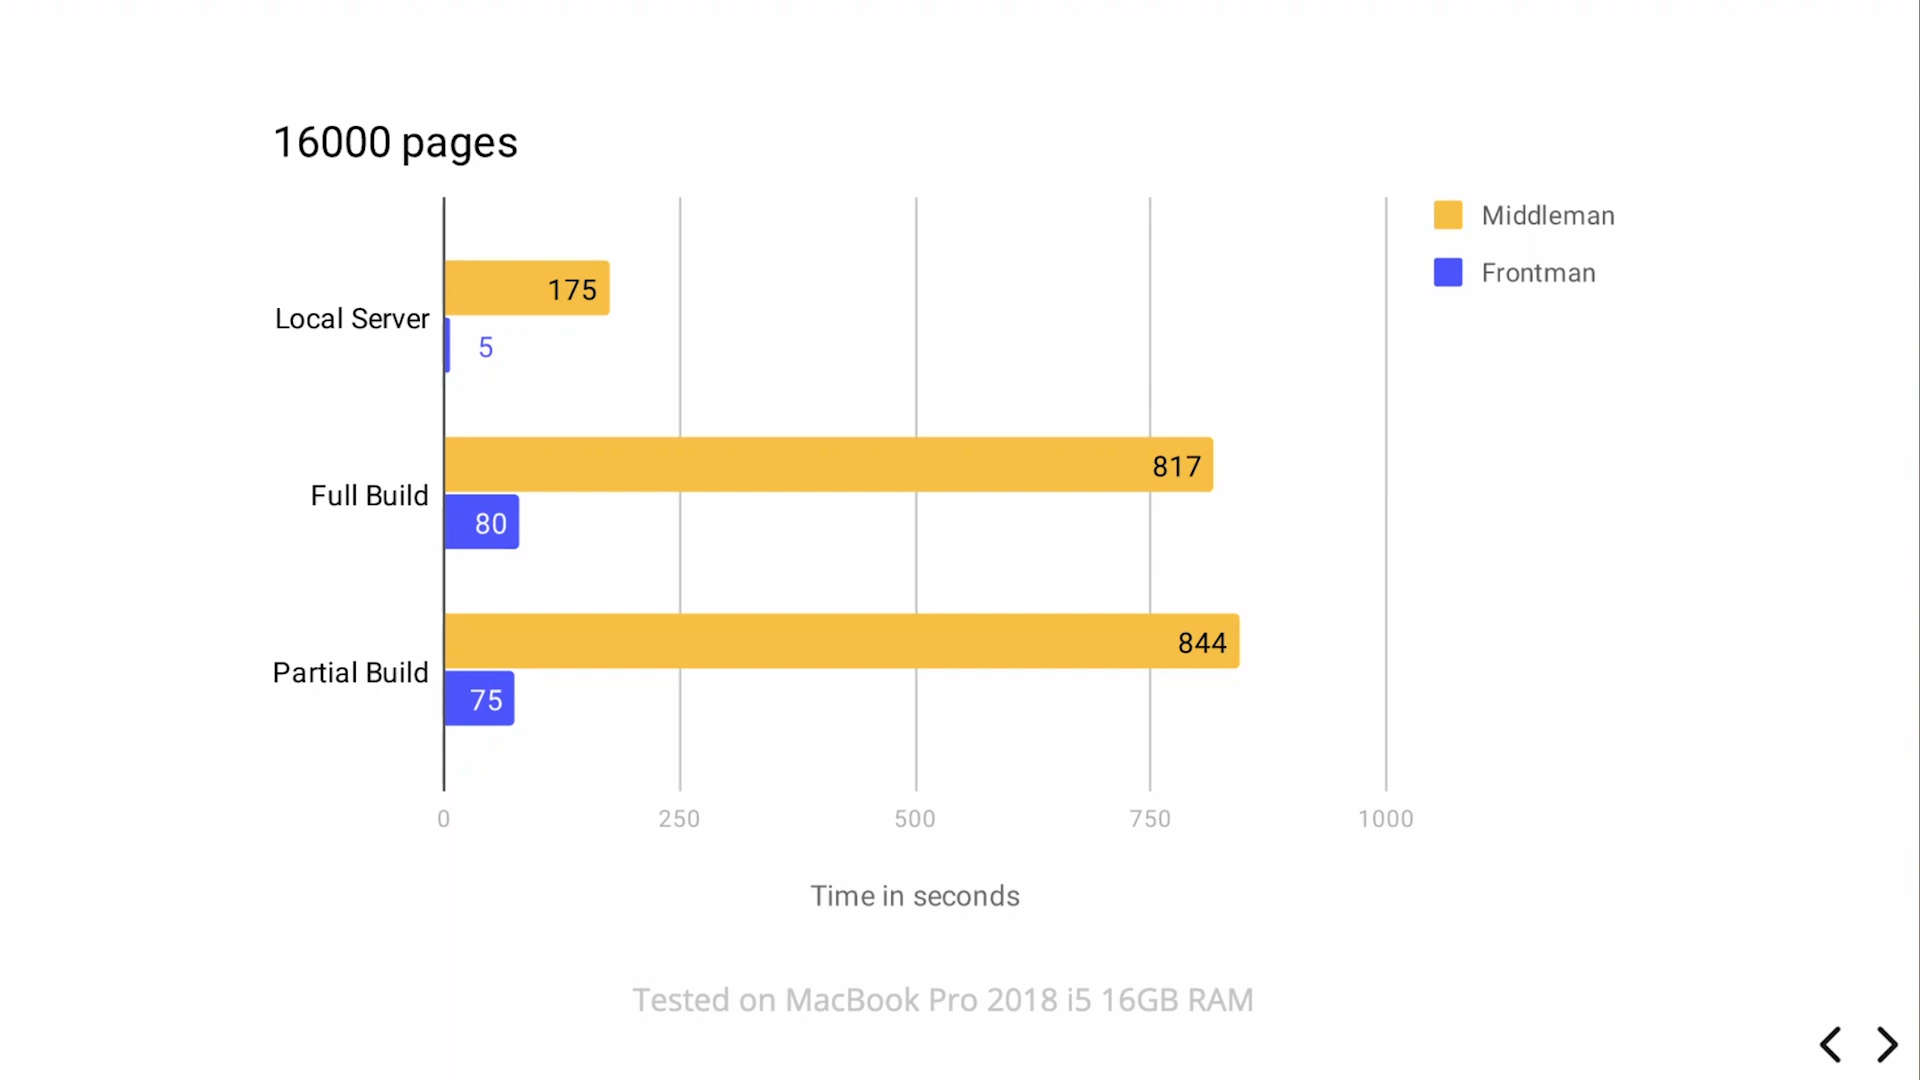 16000 pages
Middleman
Frontman
Local Server
175
5
Full Build
817
80
Partial Build
844
75
0 250 500 750 1000
Time in seconds
Tested on MacBook Pro 2018 i5 16GB RAM